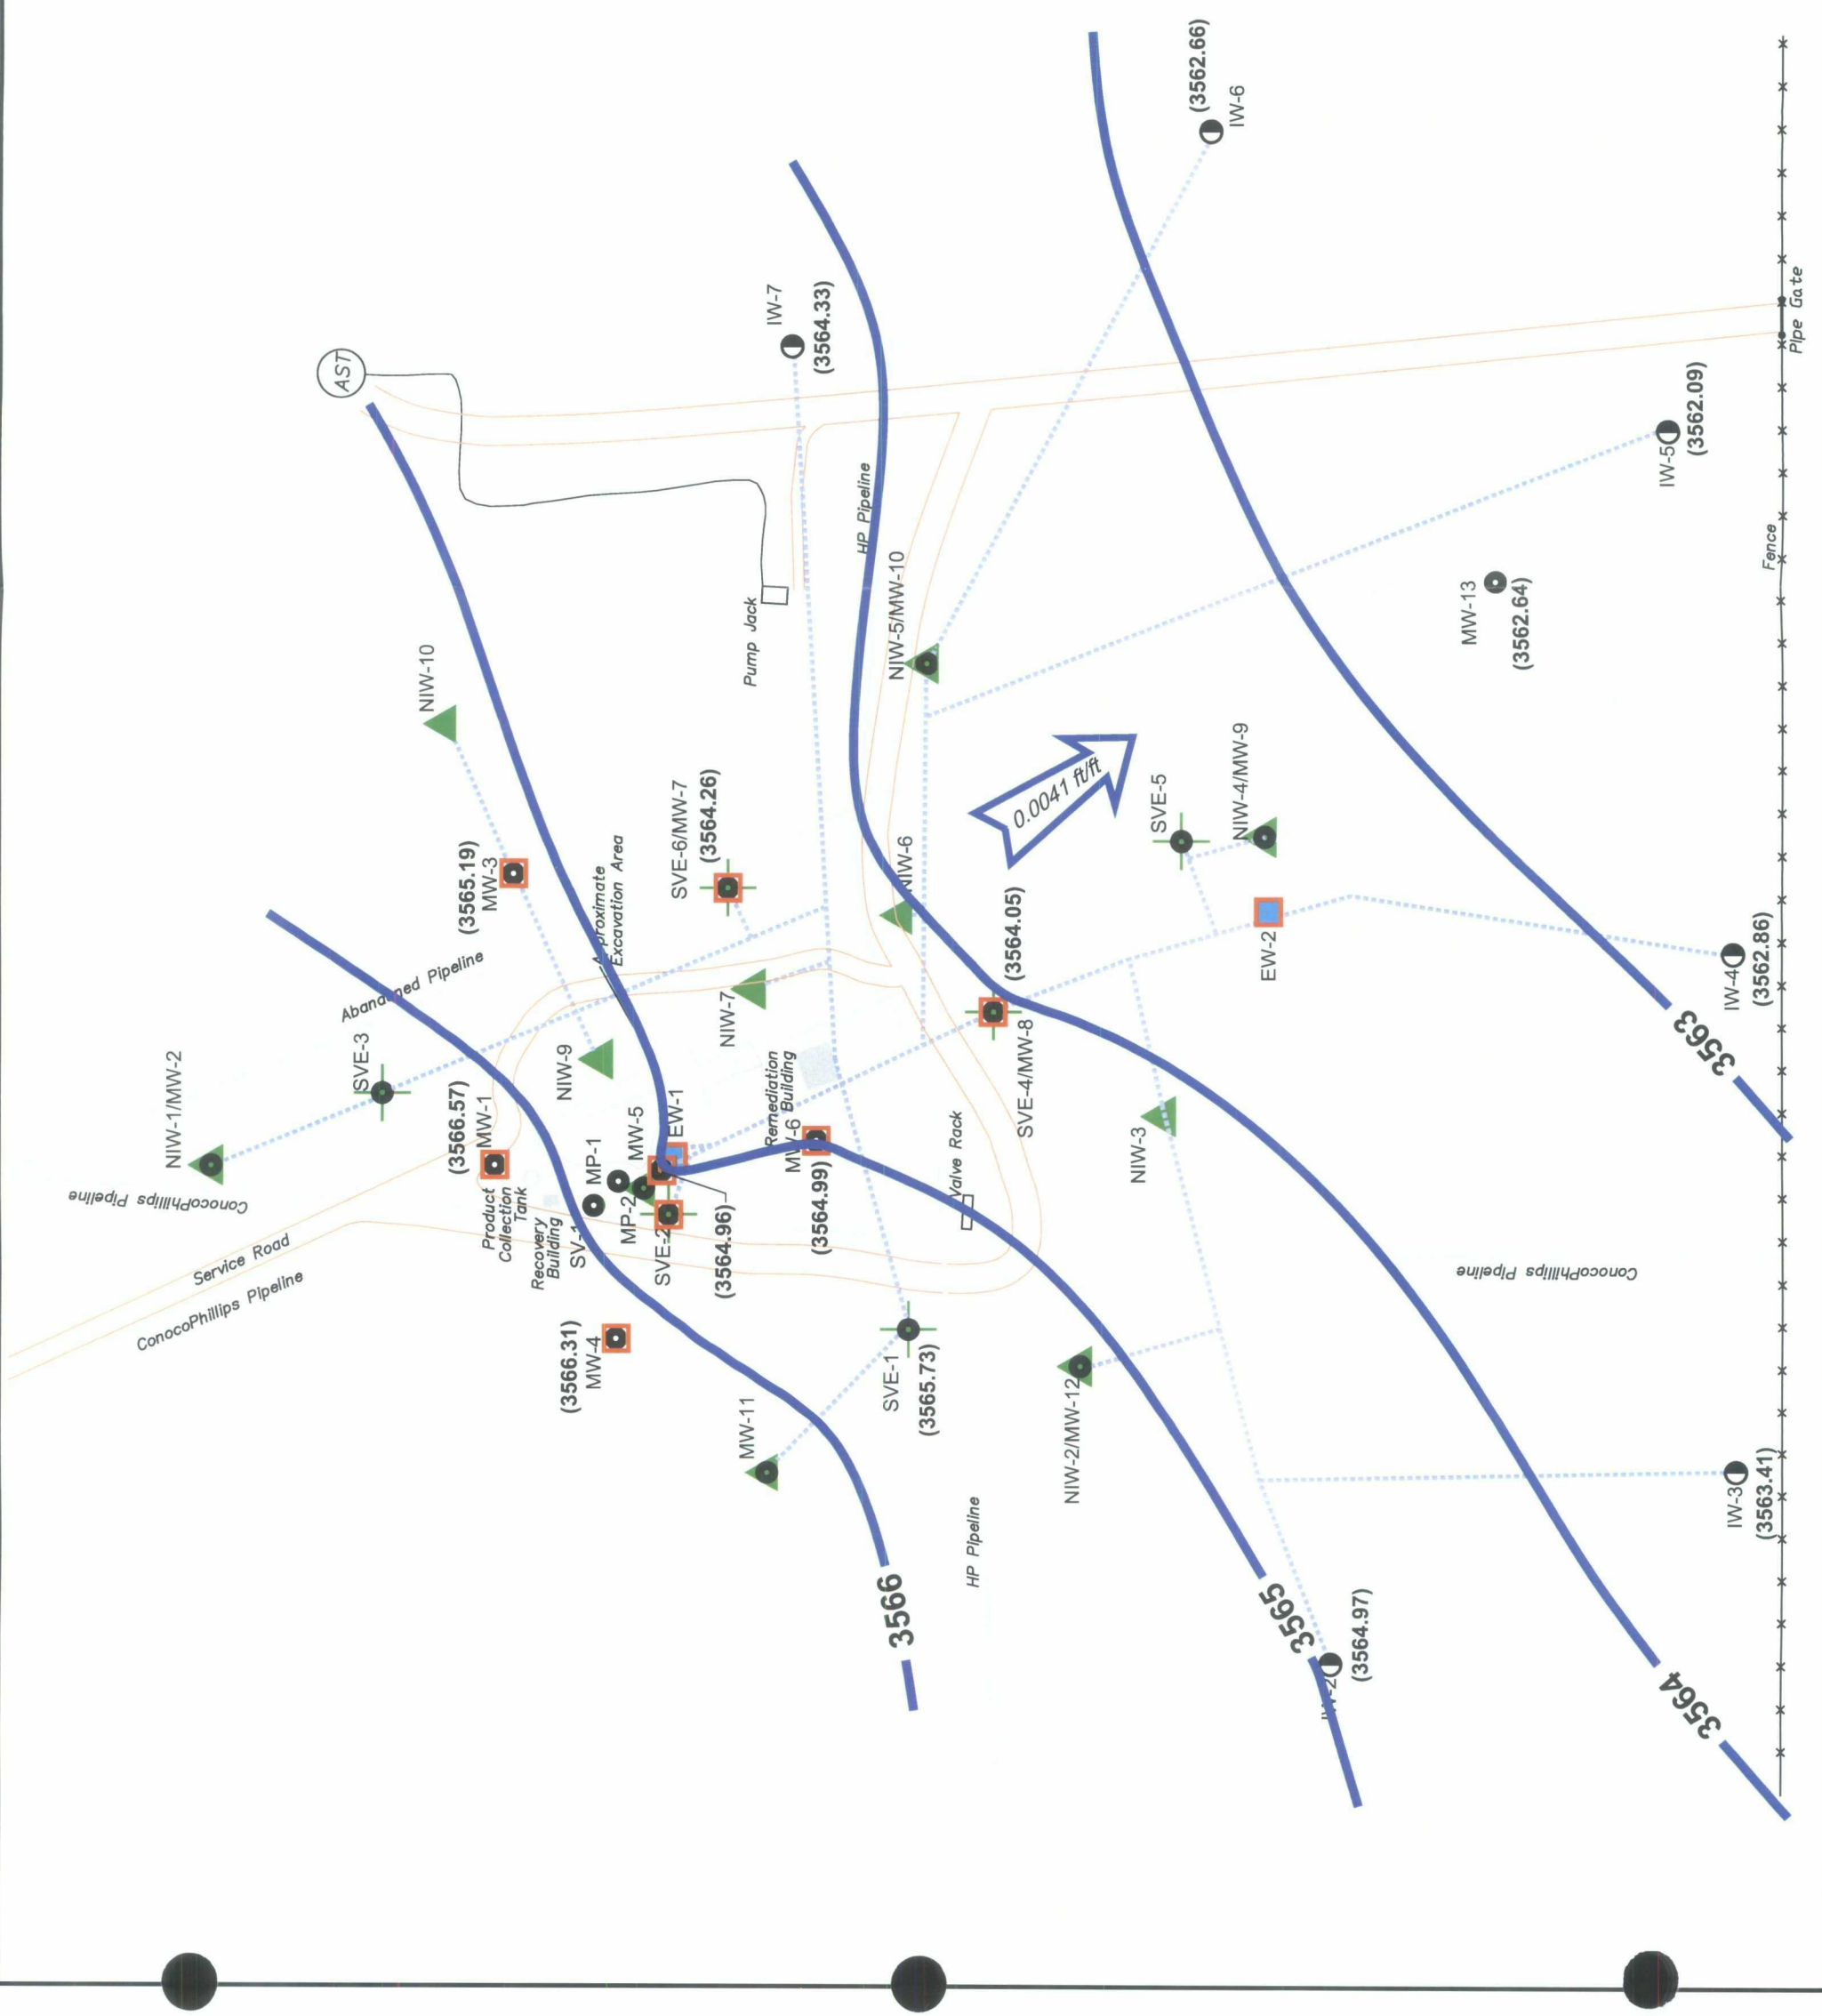 (3562.66)
IW-6
IW-7
(3564.33)
AST
Pipe Gate
HP Pipeline
IW-5
(3562.09)
Fence
NIW-5/MW-10
MW-13
(3562.64)
Pump Jack
NIW-10
SVE-6/MW-7
(3564.26)
0.0041 ft/ft
SVE-5
NIW-4/MW-9
(3565.19)
MW-3
Approximate
Excavation Area
NIW-6
(3564.05)
EW-2
IW-4
(3562.86)
Abandoned Pipeline
NIW-7
3563
SVE-3
NIW-1/MW-2
NIW-9
Remediation
Building
SVE-4/MW-8
(3566.57)
MW-1
MP-1
MW-5
EW-1
MW-6
Valve Rack
NIW-3
ConocoPhillips Pipeline
Product
Collection
Tank
Recovery
Building
MP-2
SVE-2
(3564.96)
(3564.99)
Service Road
ConocoPhillips Pipeline
ConocoPhillips Pipeline
(3566.31)
MW-4
SVE-1
(3565.73)
MW-11
NIW-2/MW-12
IW-3
(3563.41)
HP Pipeline
3566
3565
(3564.97)
3564